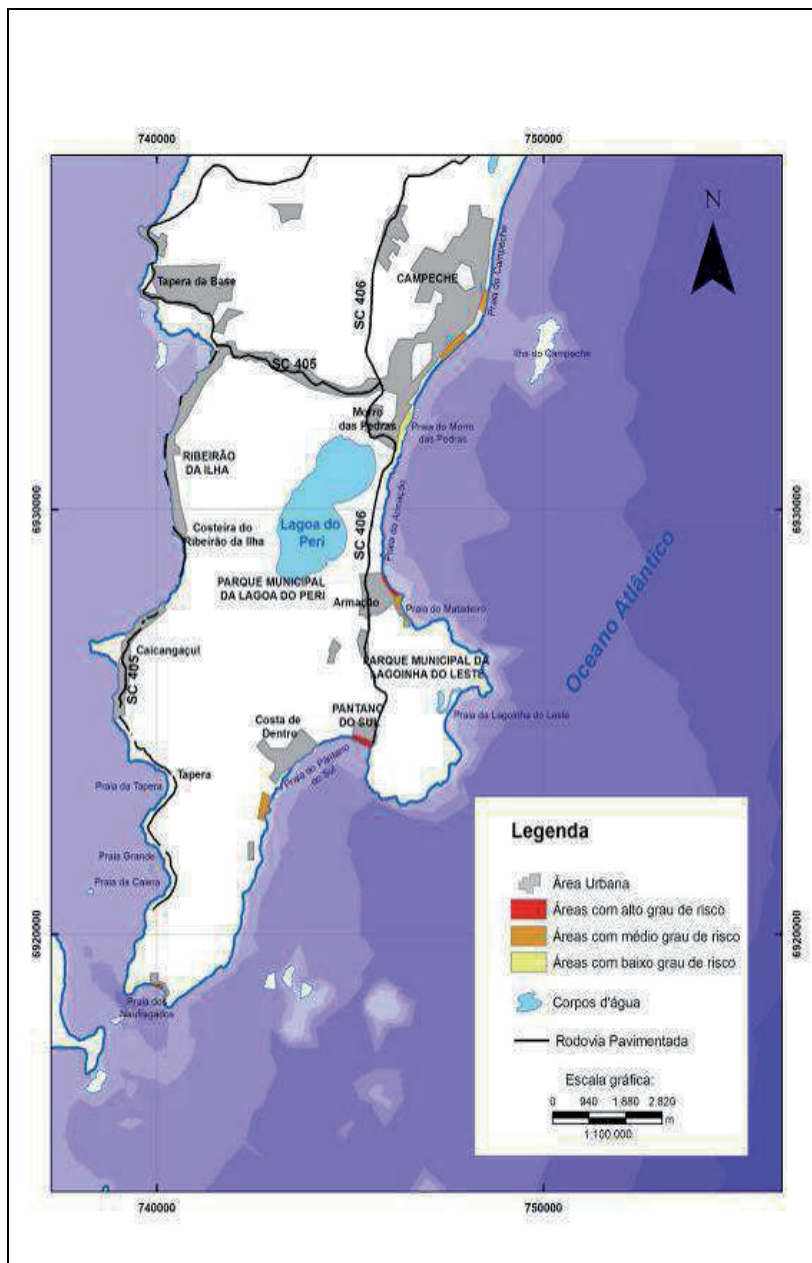 740000
750000
N
Tapera da Base
CAMPECHE
SC 406
Praia do Campeche
Ilha do Campeche
SC 405
Morro
das Pedras
Praia do Morro
das Pedras
RIBEIRÃO
DA ILHA
6930000
6930000
Lagoa do
Peri
SC 406
Praia do Armação
Costeira do
Ribeirão da Ilha
PARQUE MUNICIPAL
DA LAGOA DO PERI
Armação
Praia do Matadeiro
Oceano Atlântico
Caicangaçul
SC 405
PARQUE MUNICIPAL DA
LAGOINHA DO LESTE
PANTANO
DO SUL
Praia da Lagoinha do Leste
Costa de
Dentro
Praia do Pântano
do Sul
Tapera
Praia da Tapera
Praia Grande
Praia da Caiera
6920000
6920000
Praia dos
Naufragados
Legenda
Área Urbana
Áreas com alto grau de risco
Áreas com médio grau de risco
Áreas com baixo grau de risco
Corpos d'água
Rodovia Pavimentada
Escala gráfica:
0 940 1.880 2.820
m
1:100.000
740000
750000